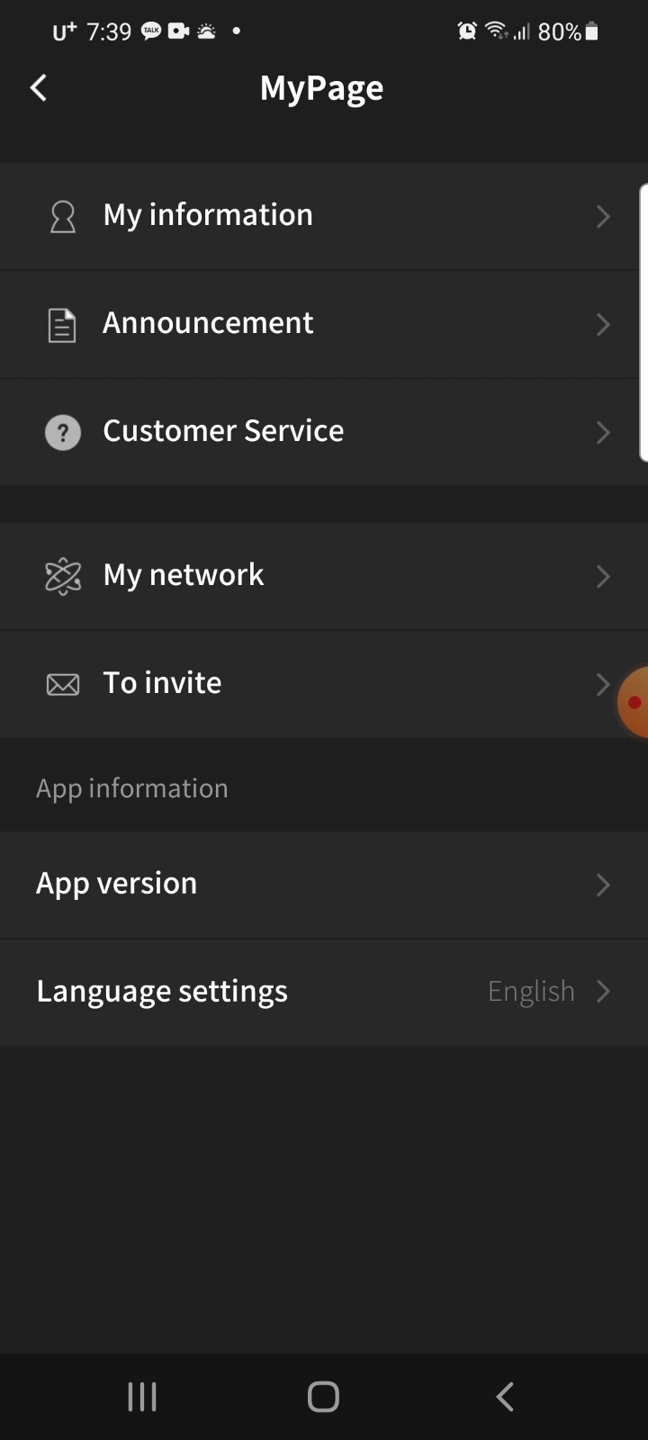 U+ 7:39 TALK 80%
MyPage
My information
Announcement
? Customer Service
My network
To invite
App information
App version
Language settings English